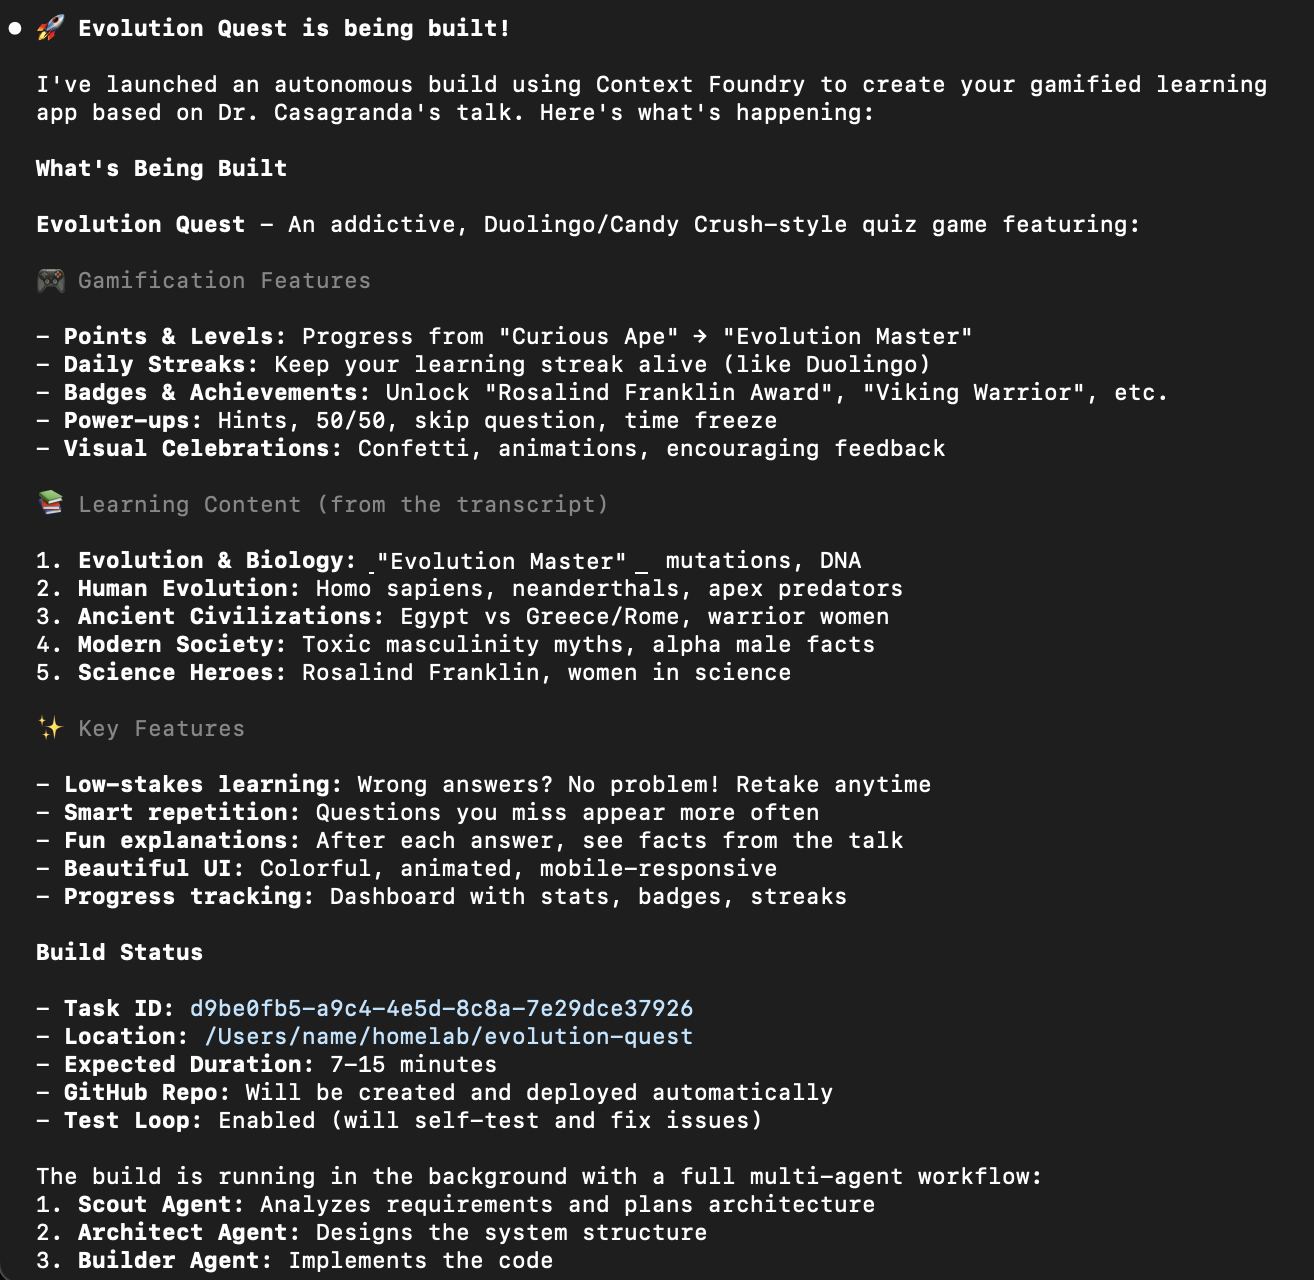 ● 🚀 Evolution Quest is being built!
I've launched an autonomous build using Context Foundry to create your gamified learning
app based on Dr. Casagranda's talk. Here's what's happening:
What's Being Built
Evolution Quest – An addictive, Duolingo/Candy Crush-style quiz game featuring:
🎮 Gamification Features
- Points & Levels: Progress from "Curious Ape" → "Evolution Master"
- Daily Streaks: Keep your learning streak alive (like Duolingo)
- Badges & Achievements: Unlock "Rosalind Franklin Award", "Viking Warrior", etc.
- Power-ups: Hints, 50/50, skip question, time freeze
- Visual Celebrations: Confetti, animations, encouraging feedback
📚 Learning Content (from the transcript)
1. Evolution & Biology: "Evolution Master" mutations, DNA
2. Human Evolution: Homo sapiens, neanderthals, apex predators
3. Ancient Civilizations: Egypt vs Greece/Rome, warrior women
4. Modern Society: Toxic masculinity myths, alpha male facts
5. Science Heroes: Rosalind Franklin, women in science
✨ Key Features
- Low-stakes learning: Wrong answers? No problem! Retake anytime
- Smart repetition: Questions you miss appear more often
- Fun explanations: After each answer, see facts from the talk
- Beautiful UI: Colorful, animated, mobile-responsive
- Progress tracking: Dashboard with stats, badges, streaks
Build Status
- Task ID: d9be0fb5-a9c4-4e5d-8c8a-7e29dce37926
- Location: /Users/name/homelab/evolution-quest
- Expected Duration: 7-15 minutes
- GitHub Repo: Will be created and deployed automatically
- Test Loop: Enabled (will self-test and fix issues)
The build is running in the background with a full multi-agent workflow:
1. Scout Agent: Analyzes requirements and plans architecture
2. Architect Agent: Designs the system structure
3. Builder Agent: Implements the code